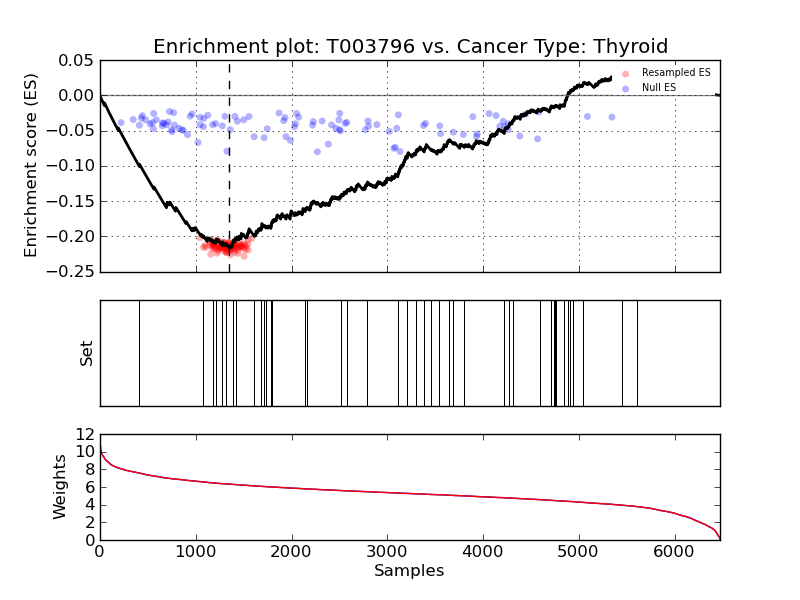 Enrichment plot: T003796 vs. Cancer Type: Thyroid
Enrichment score (ES)
0.05
0.00
−0.05
−0.10
−0.15
−0.20
−0.25
Resampled ES
Null ES
Set
Weights
12
10
8
6
4
2
0
0 1000 2000 3000 4000 5000 6000
Samples